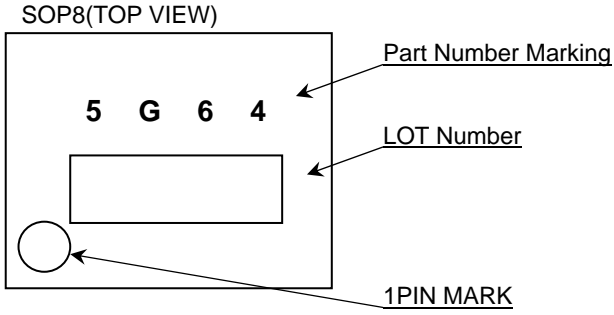 SOP8(TOP VIEW)
Part Number Marking
5 G 6 4
LOT Number
1PIN MARK